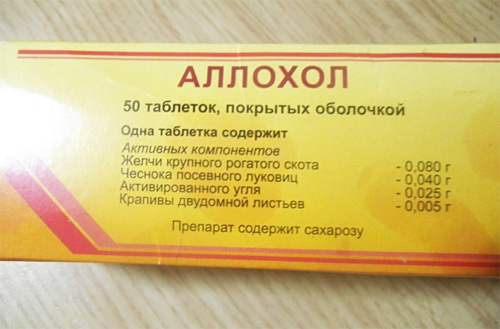 АЛЛОХОЛ
50 таблеток, покрытых оболочкой
Одна таблетка содержит
Активных компонентов
Желчи крупного рогатого скота - 0,080 г
Чеснока посевного луковиц - 0,040 г
Активированного угля - 0,025 г
Крапивы двудомной листьев - 0,005 г
Препарат содержит сахарозу